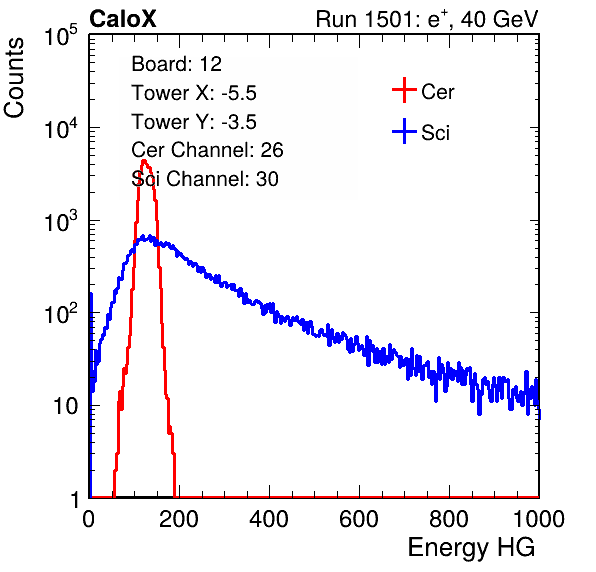 CaloX Run 1501: e⁺, 40 GeV
Counts
Board: 12
Tower X: -5.5
Tower Y: -3.5
Cer Channel: 26
Sci Channel: 30
Cer
Sci
10⁵
10⁴
10³
10²
10
1
0 200 400 600 800 1000
Energy HG